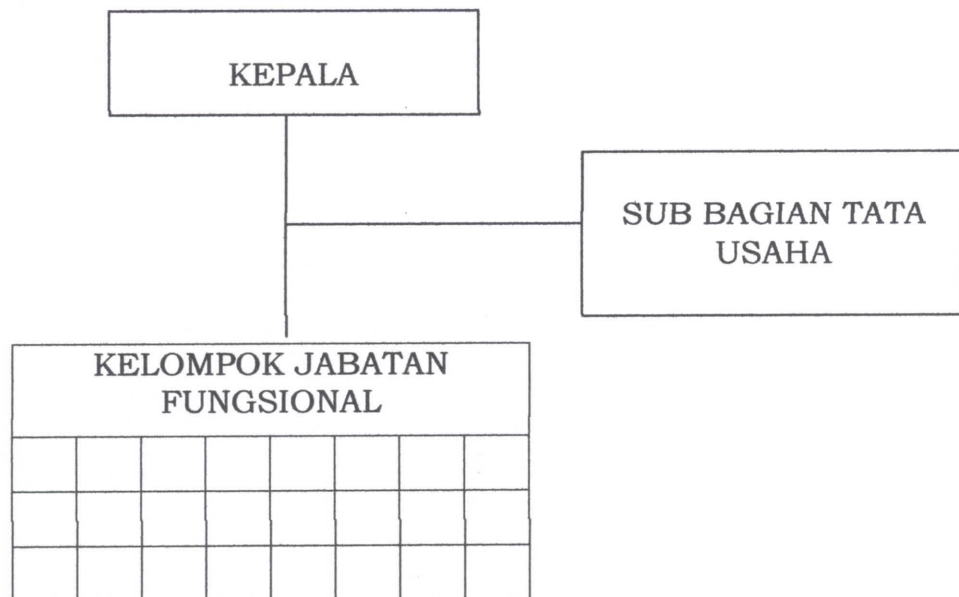 KEPALA
SUB BAGIAN TATA
USAHA
KELOMPOK JABATAN
FUNGSIONAL